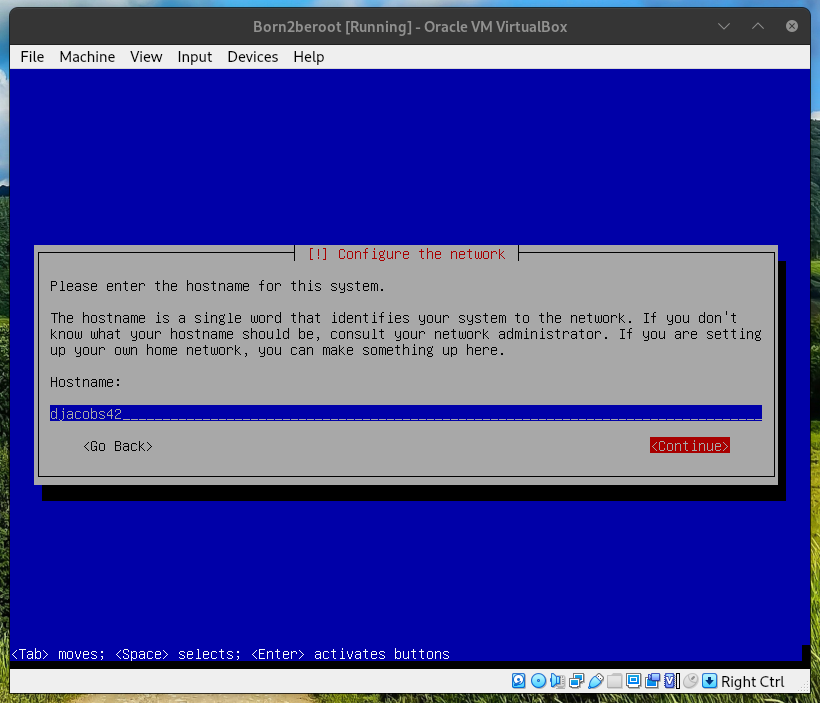 Born2beroot [Running] - Oracle VM VirtualBox
File Machine View Input Devices Help
[!] Configure the network
Please enter the hostname for this system.
The hostname is a single word that identifies your system to the network. If you don't
know what your hostname should be, consult your network administrator. If you are setting
up your own home network, you can make something up here.
Hostname:
djacobs42
<Go Back> <Continue>
<Tab> moves; <Space> selects; <Enter> activates buttons
Right Ctrl